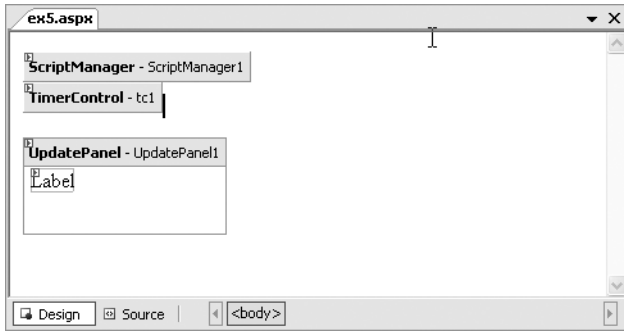 ex5.aspx
ScriptManager - ScriptManager1
TimerControl - tc1
UpdatePanel - UpdatePanel1
Label
Design Source <body>